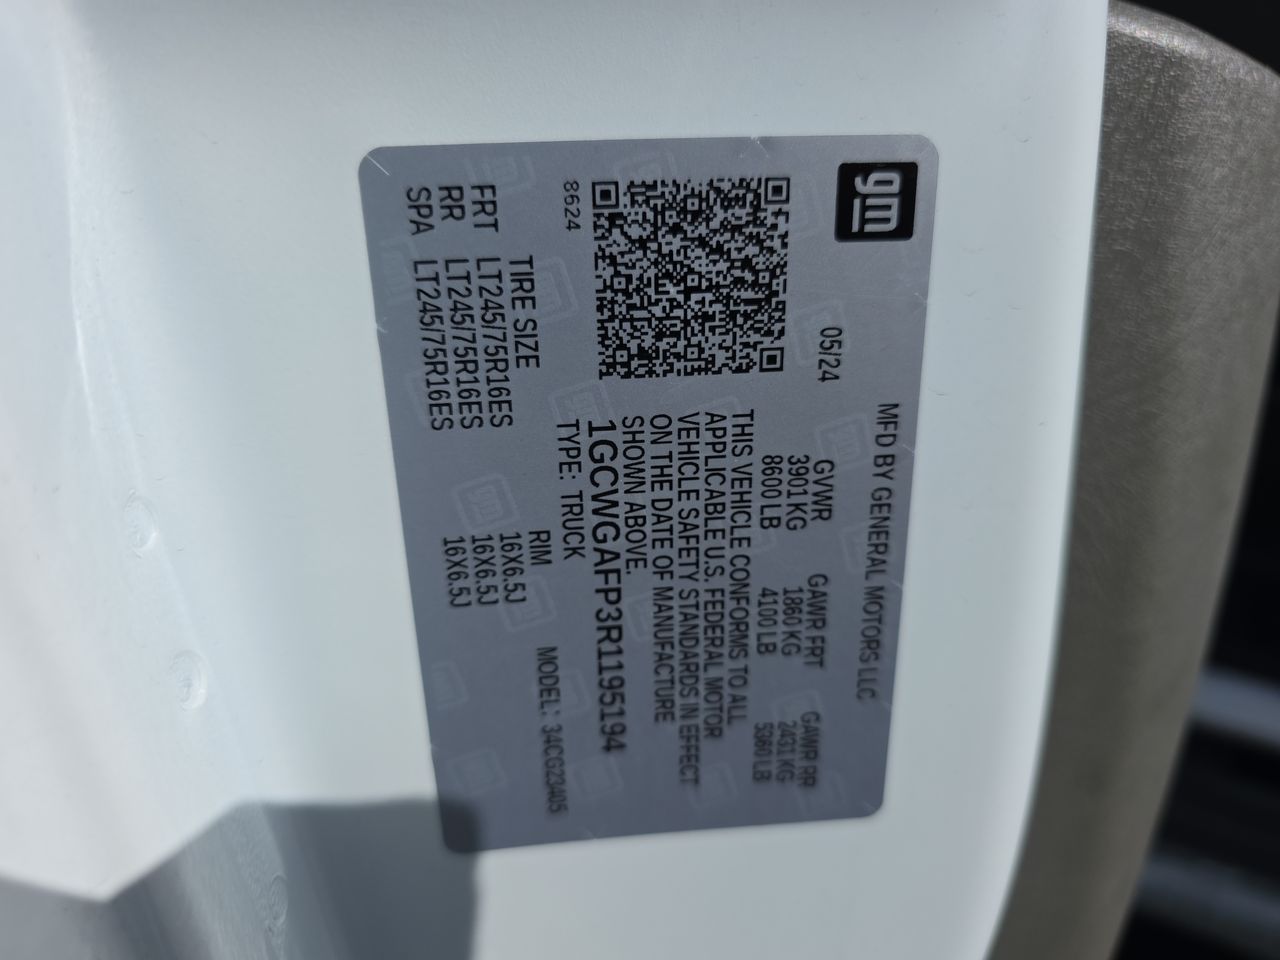 gm
MFD BY GENERAL MOTORS LLC
05/24
GVWR GAWR FRT GAWR RR
3901 KG 1860 KG 2431 KG
8600 LB 4100 LB 5360 LB
THIS VEHICLE CONFORMS TO ALL
APPLICABLE U.S. FEDERAL MOTOR
VEHICLE SAFETY STANDARDS IN EFFECT
ON THE DATE OF MANUFACTURE
SHOWN ABOVE.
1GCWGAFP3R1195194
8624
TYPE: TRUCK MODEL: 34CG23405
TIRE SIZE RIM
FRT LT245/75R16ES 16X6.5J
RR LT245/75R16ES 16X6.5J
SPA LT245/75R16ES 16X6.5J